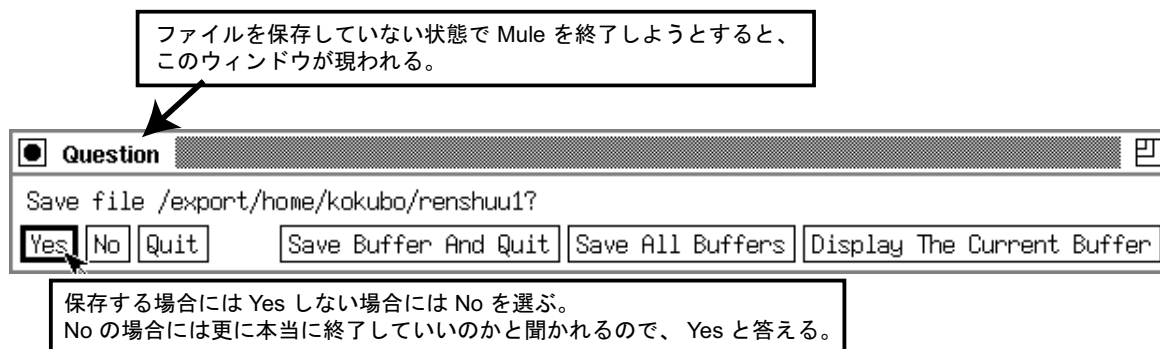 ファイルを保存していない状態で Mule を終了しようとすると、
このウィンドウが現われる。
Question
Save file /export/home/kokubo/renshuu1?
Yes No Quit Save Buffer And Quit Save All Buffers Display The Current Buffer
保存する場合には Yes しない場合には No を選ぶ。
No の場合には更に本当に終了していいのかと聞かれるので、 Yes と答える。